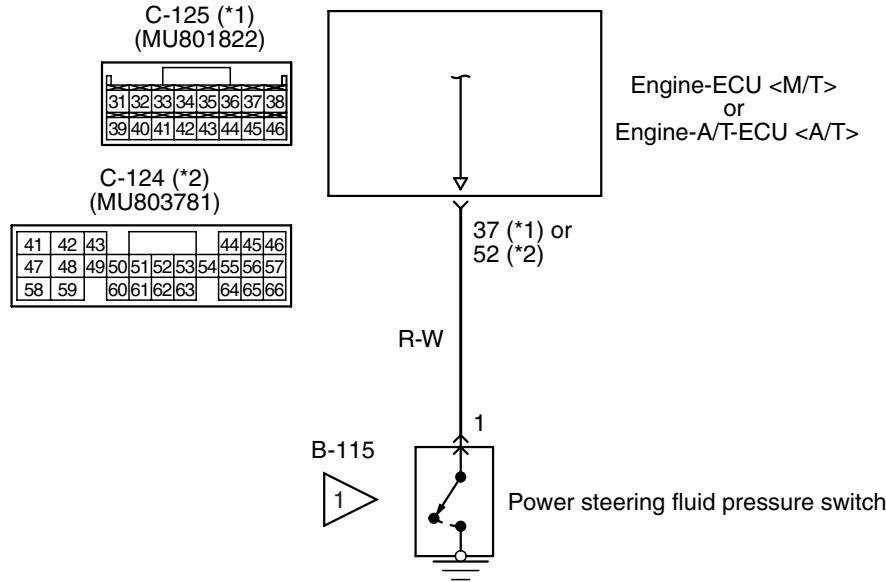 C-125 (*1)
(MU801822)
31 32 33 34 35 36 37 38
39 40 41 42 43 44 45 46
C-124 (*2)
(MU803781)
41 42 43 44 45 46
47 48 49 50 51 52 53 54 55 56 57
58 59 60 61 62 63 64 65 66
Engine-ECU <M/T>
or
Engine-A/T-ECU <A/T>
37 (*1) or
52 (*2)
R-W
1
B-115
1
Power steering fluid pressure switch